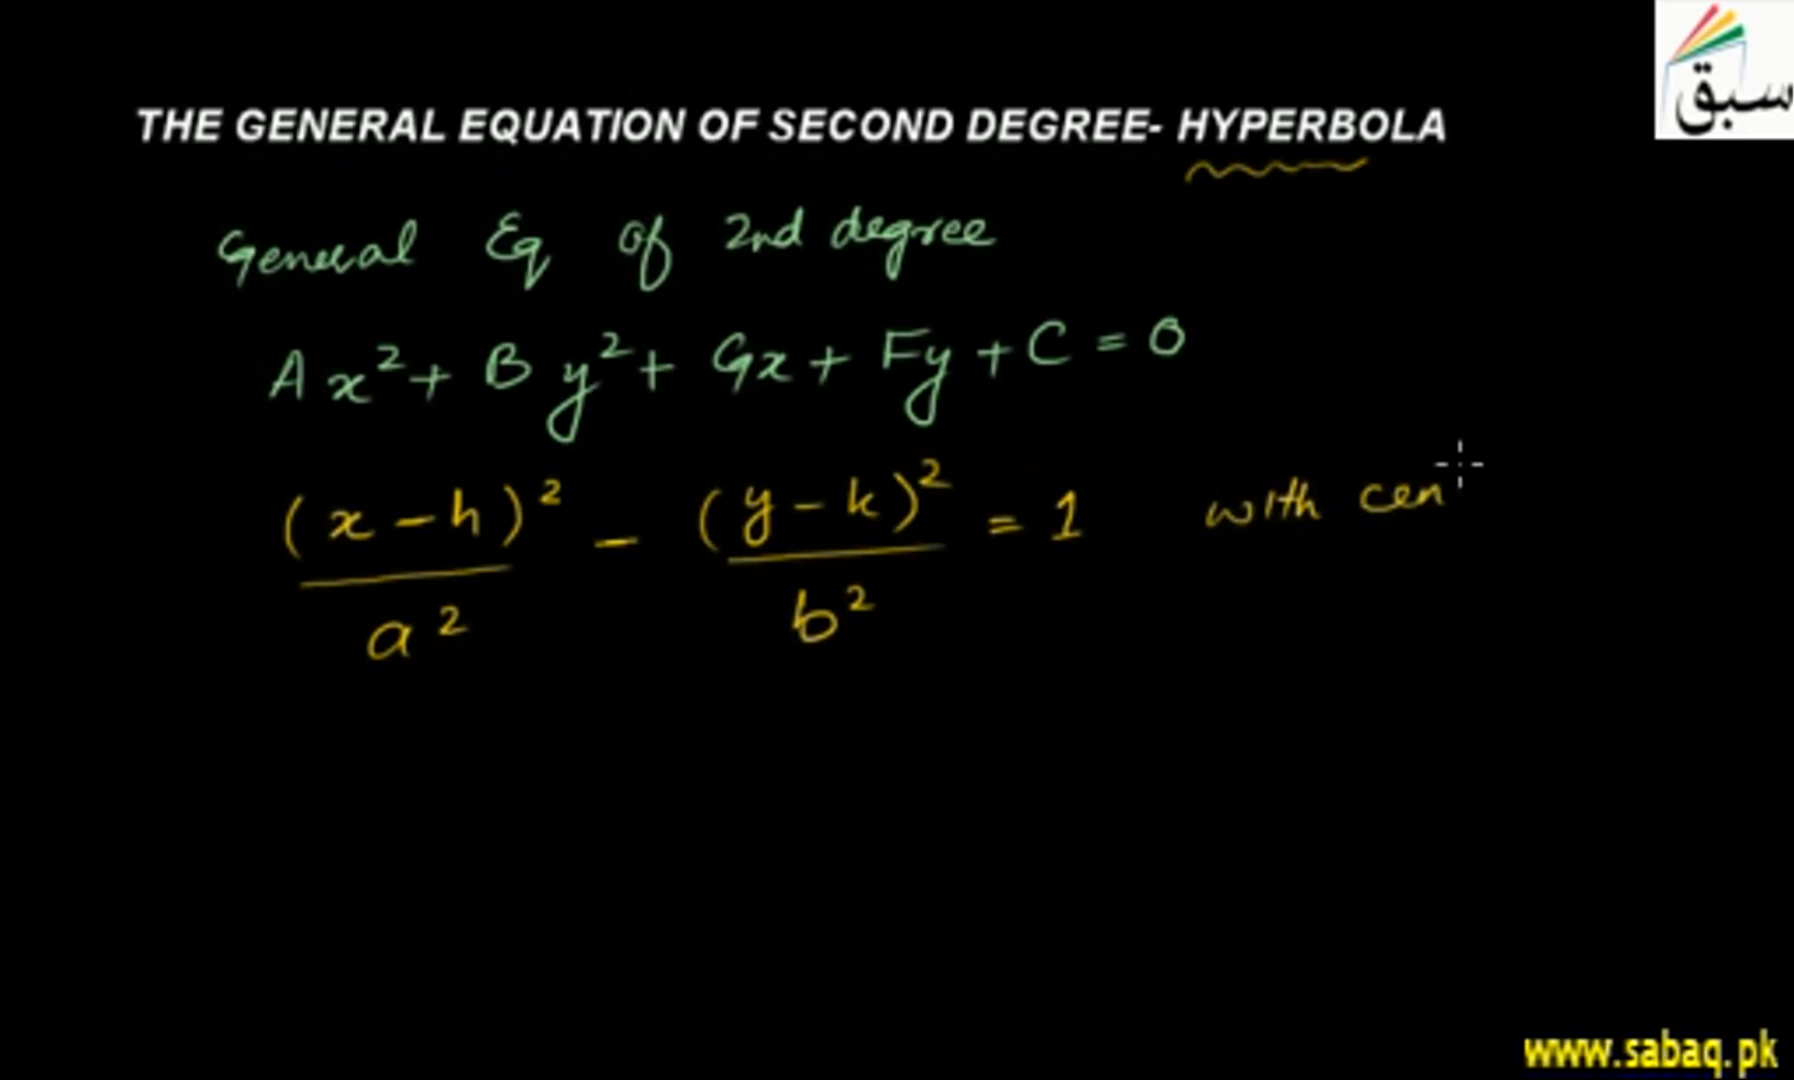 سبق
THE GENERAL EQUATION OF SECOND DEGREE- HYPERBOLA
General Eq of 2nd degree
Ax² + By² + Gx + Fy + C = 0
(x-h)²/a² - (y-k)²/b² = 1 with cen
www.sabaq.pk